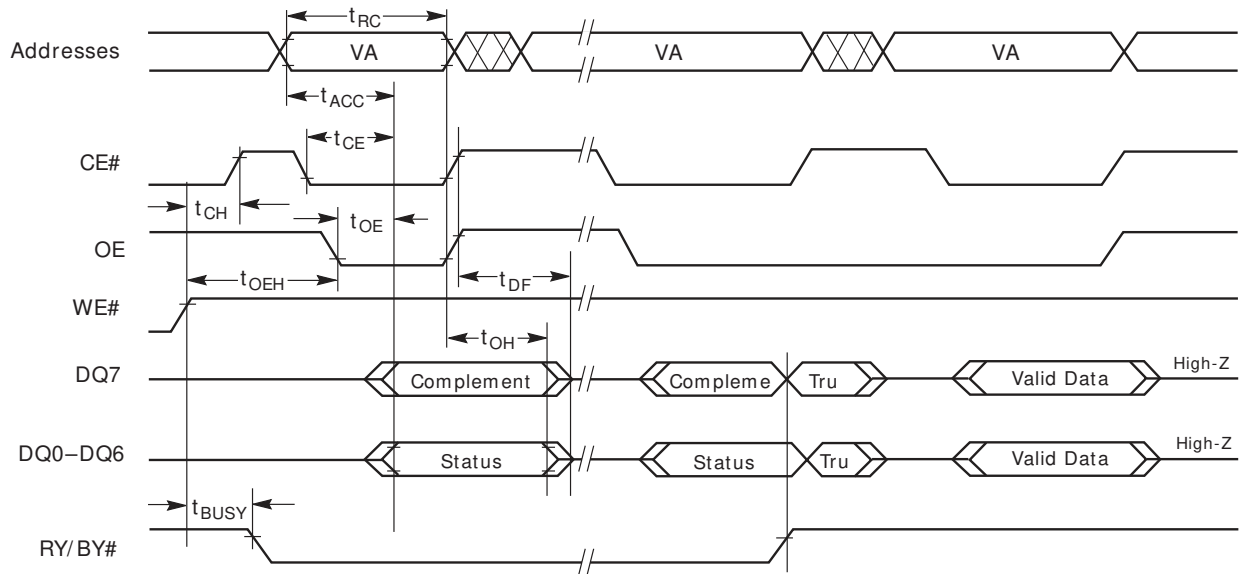 tRC
Addresses VA VA VA
tACC
tCE
CE#
tCH tOE
OE
tOEH tDF
WE#
tOH
DQ7 Complement Compleme Tru Valid Data High-Z
DQ0–DQ6 Status Status Tru Valid Data High-Z
tBUSY
RY/BY#